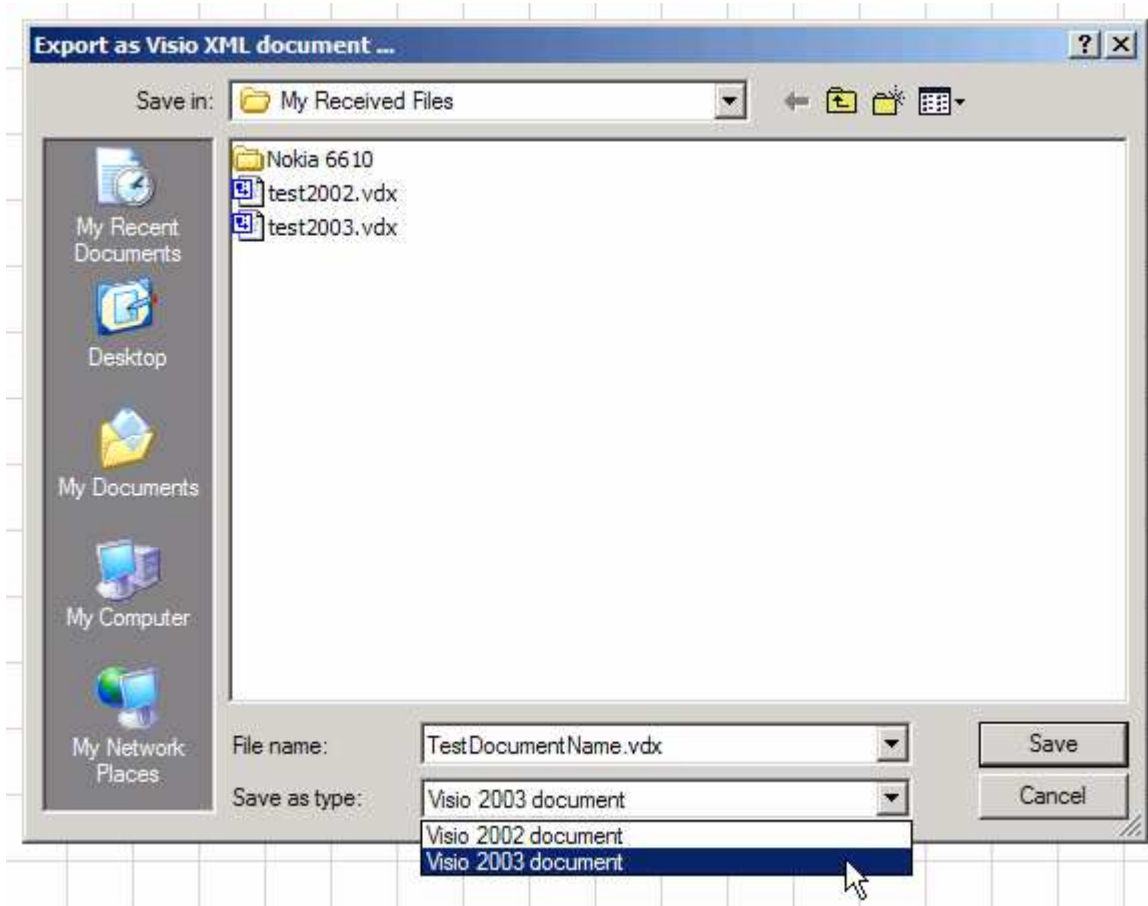 Export as Visio XML document ...
Save in:
My Received Files
Nokia 6610
test2002.vdx
test2003.vdx
My Recent
Documents
Desktop
My Documents
My Computer
My Network
Places
File name:
TestDocumentName.vdx
Save
Save as type:
Visio 2003 document
Cancel
Visio 2002 document
Visio 2003 document